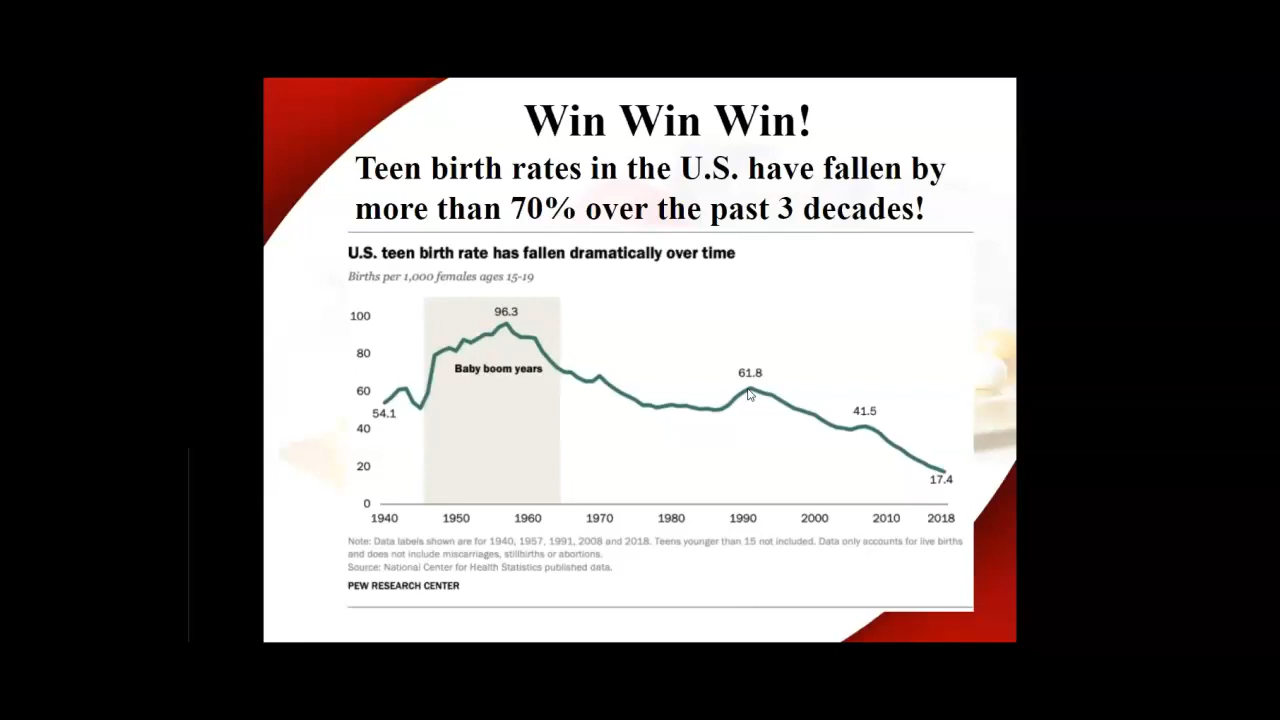 Win Win Win!
Teen birth rates in the U.S. have fallen by
more than 70% over the past 3 decades!
U.S. teen birth rate has fallen dramatically over time
Births per 1,000 females ages 15-19
100
80
60
40
20
0
96.3
Baby boom years
54.1
61.8
41.5
17.4
1940 1950 1960 1970 1980 1990 2000 2010 2018
Note: Data labels shown are for 1940, 1957, 1991, 2008 and 2018. Teens younger than 15 not included. Data only accounts for live births
and does not include miscarriages, stillbirths or abortions.
Source: National Center for Health Statistics published data.
PEW RESEARCH CENTER